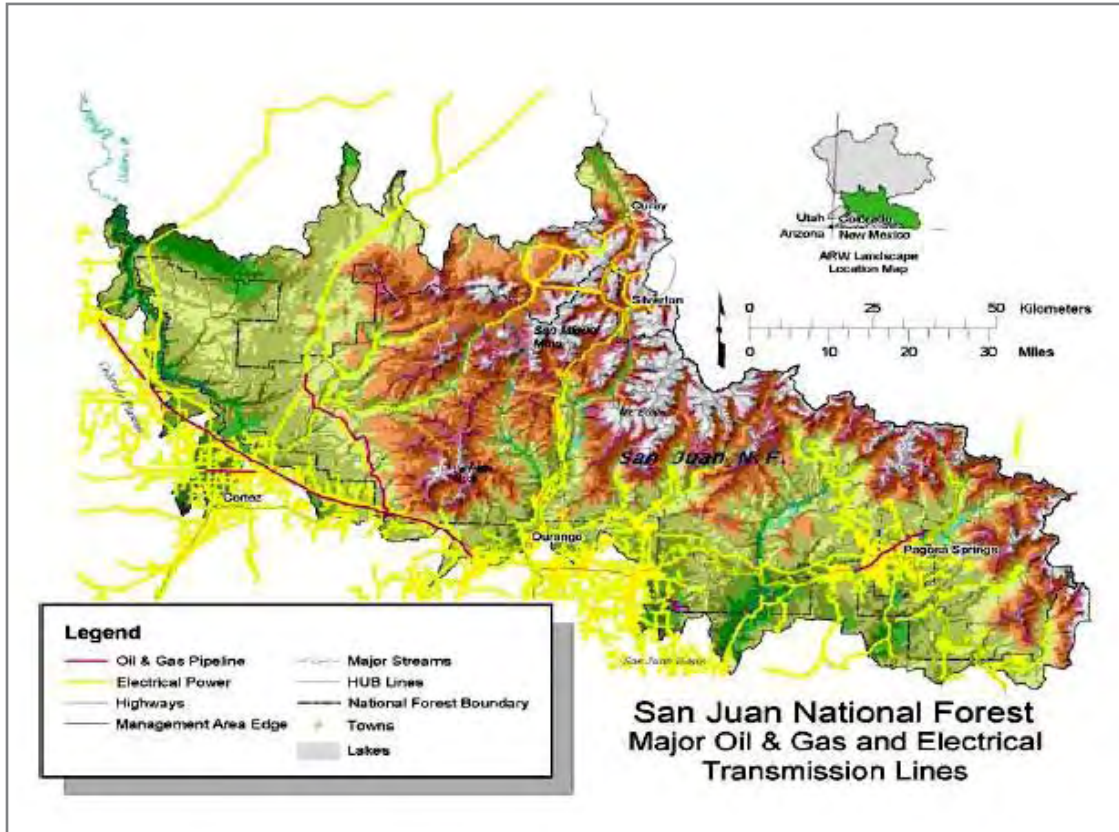 Ouray
Utah
Colorado
Arizona
New Mexico
ARW Landscape
Location Map
Silverton
0 25 50 Kilometers
0 10 20 30 Miles
San Juan N.F.
Cortez
Durango
Pagosa Springs
San Juan Basin
Legend
Oil & Gas Pipeline
Electrical Power
Highways
Management Area Edge
Major Streams
HUB Lines
National Forest Boundary
Towns
Lakes
San Juan National Forest
Major Oil & Gas and Electrical
Transmission Lines